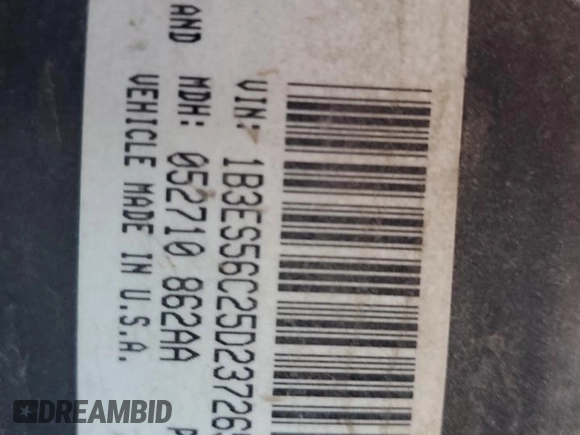 VIN: 1B3ES56C25D23726
AND MDH: 052710 862AA P
VEHICLE MADE IN U.S.A.
DREAMBID